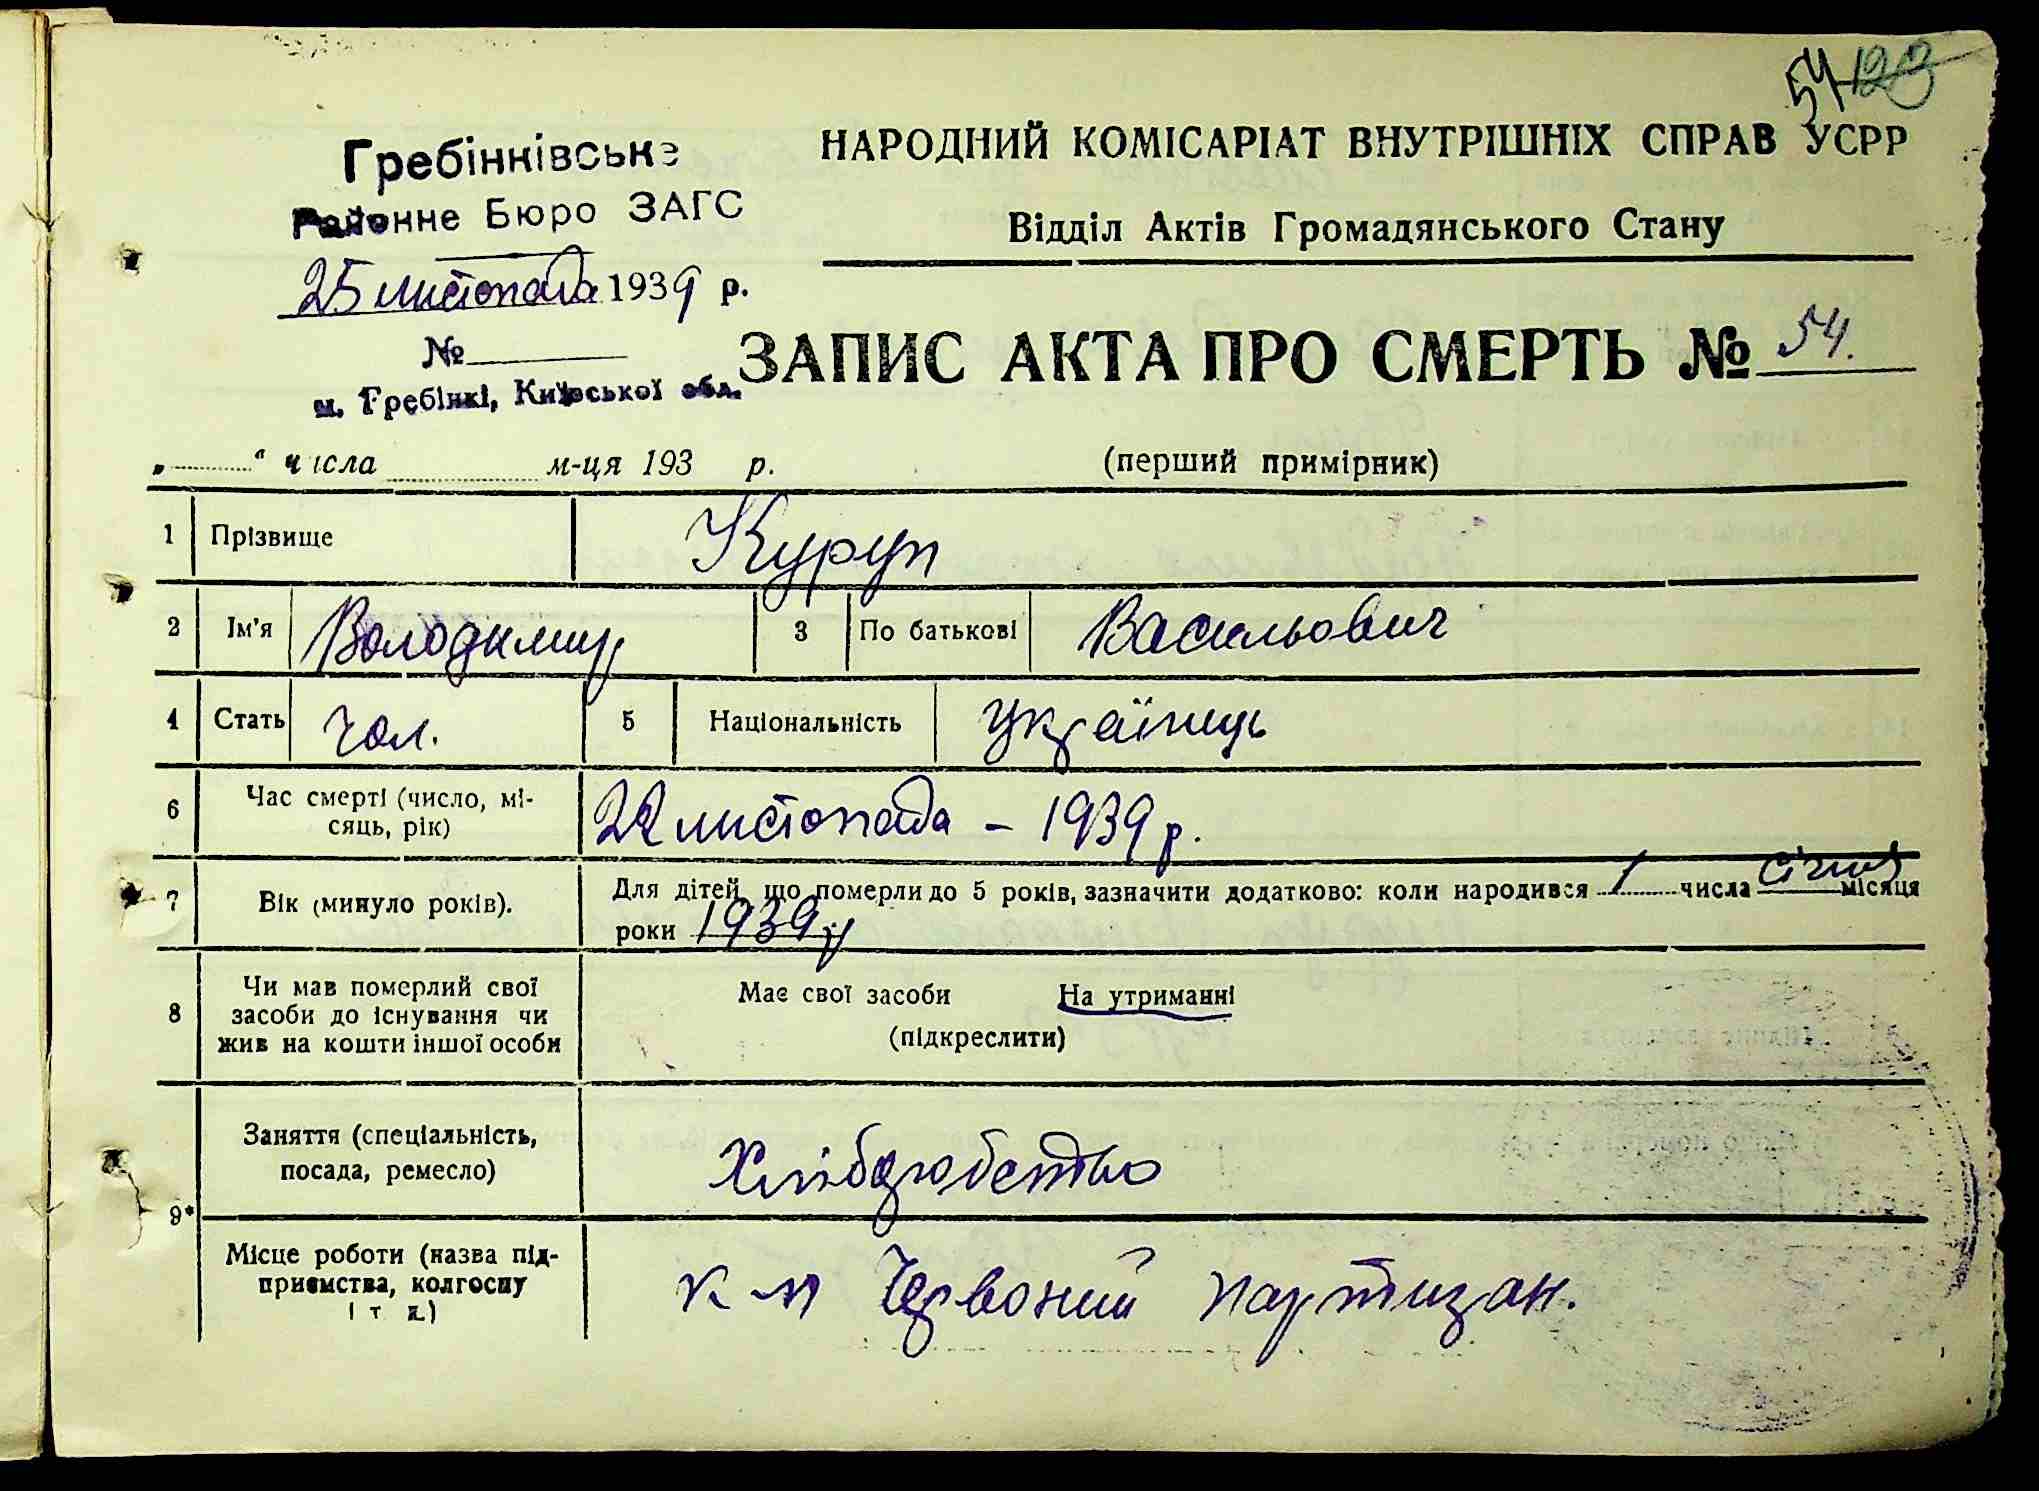 54 123
Гребінківське
Районне Бюро ЗАГС
25 листопада 1939 р.
№
м. Гребінкі, Київської обл.
НАРОДНИЙ КОМІСАРІАТ ВНУТРІШНІХ СПРАВ УСРР
Відділ Актів Громадянського Стану
ЗАПИС АКТА ПРО СМЕРТЬ № 54.
„ “ числа м-ця 193 р. (перший примірник)
1 Прізвище Куруп
2 Ім'я Володимир 3 По батькові Васильович
4 Стать Чол. 5 Національність Українець
6 Час смерті (число, мі-
сяць, рік) 22 листопада - 1939 р.
7 Вік (минуло років). Для дітей, що померли до 5 років, зазначити додатково: коли народився 1 числа січня місяця
роки 1939 р
8 Чи мав померлий свої
засоби до існування чи
жив на кошти іншої особи
Має свої засоби На утриманні
(підкреслити)
9*
Заняття (спеціальність,
посада, ремесло) Хліборобство
Місце роботи (назва під-
приємства, колгоспу
і т д.)
к-п Червоний партизан.